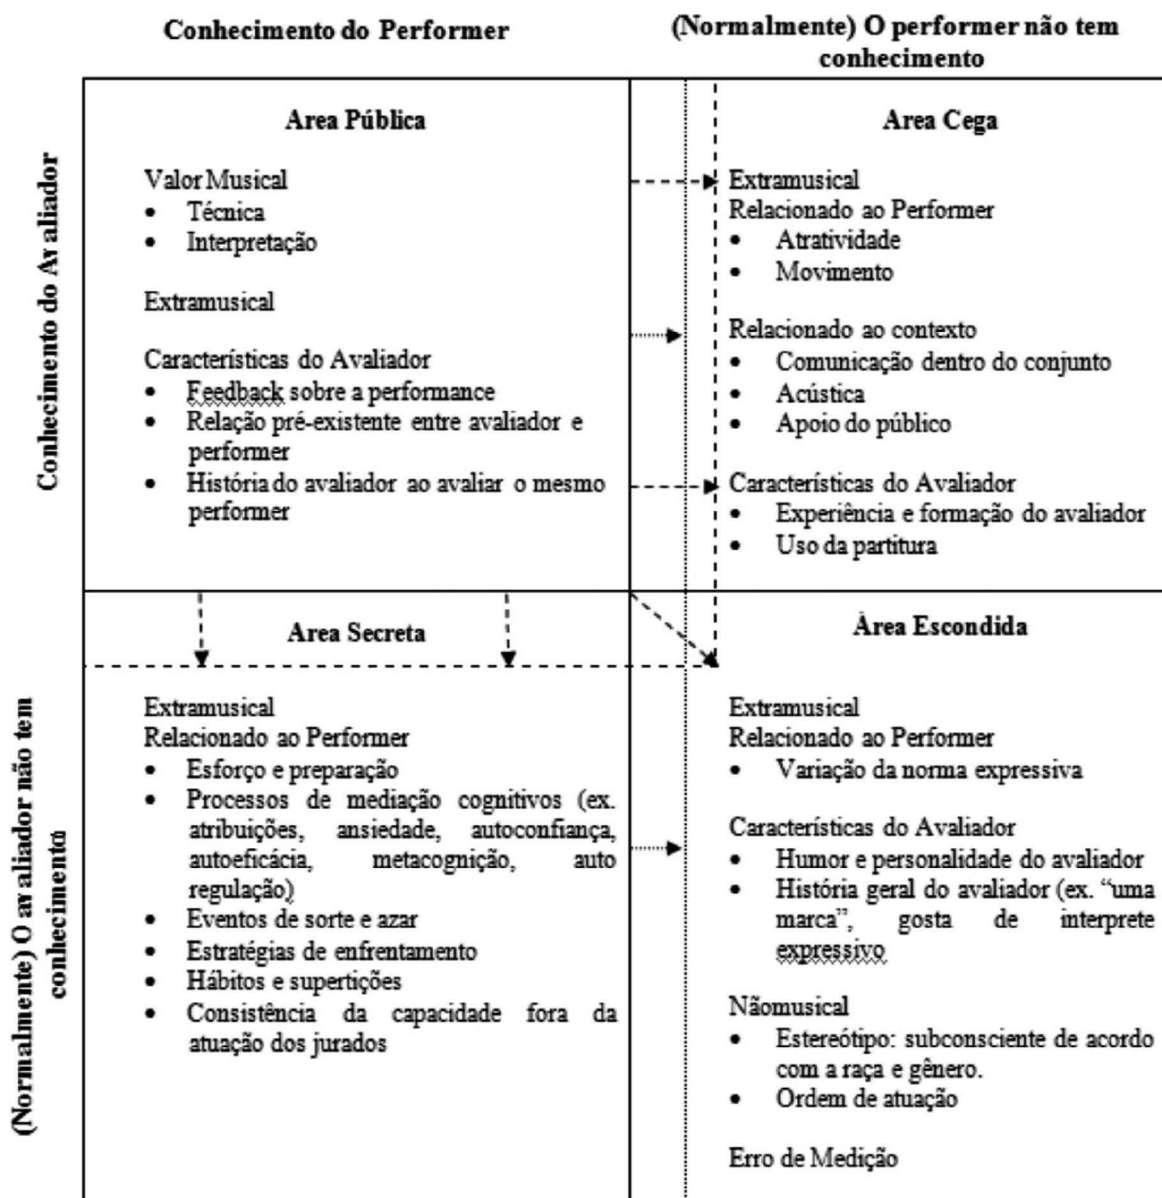 Conhecimento do Performer
(Normalmente) O performer não tem
conhecimento
Conhecimento do Avaliador
Area Pública
Valor Musical
• Técnica
• Interpretação
Extramusical
Características do Avaliador
• Feedback sobre a performance
• Relação pré-existente entre avaliador e
performer
• História do avaliador ao avaliar o mesmo
performer
Area Cega
Extramusical
Relacionado ao Performer
• Atratividade
• Movimento
Relacionado ao contexto
• Comunicação dentro do conjunto
• Acústica
• Apoio do público
Características do Avaliador
• Experiência e formação do avaliador
• Uso da partitura
(Normalmente) O avaliador não tem
conhecimento
Area Secreta
Extramusical
Relacionado ao Performer
• Esforço e preparação
• Processos de mediação cognitivos (ex.
atribuições, ansiedade, autoconfiança,
autoeficácia, metacognição, auto
regulação)
• Eventos de sorte e azar
• Estratégias de enfrentamento
• Hábitos e supertições
• Consistência da capacidade fora da
atuação dos jurados
Área Escondida
Extramusical
Relacionado ao Performer
• Variação da norma expressiva
Características do Avaliador
• Humor e personalidade do avaliador
• História geral do avaliador (ex. “uma
marca”, gosta de interprete
expressivo
Nãomusical
• Estereótipo: subconsciente de acordo
com a raça e gênero.
• Ordem de atuação
Erro de Medição